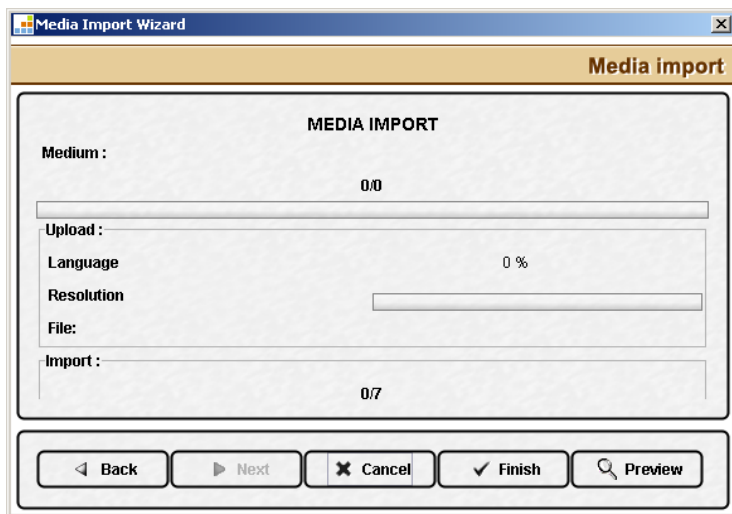 Media Import Wizard
Media import
MEDIA IMPORT
Medium :
0/0
Upload :
Language 0 %
Resolution
File:
Import :
0/7
Back Next Cancel Finish Preview